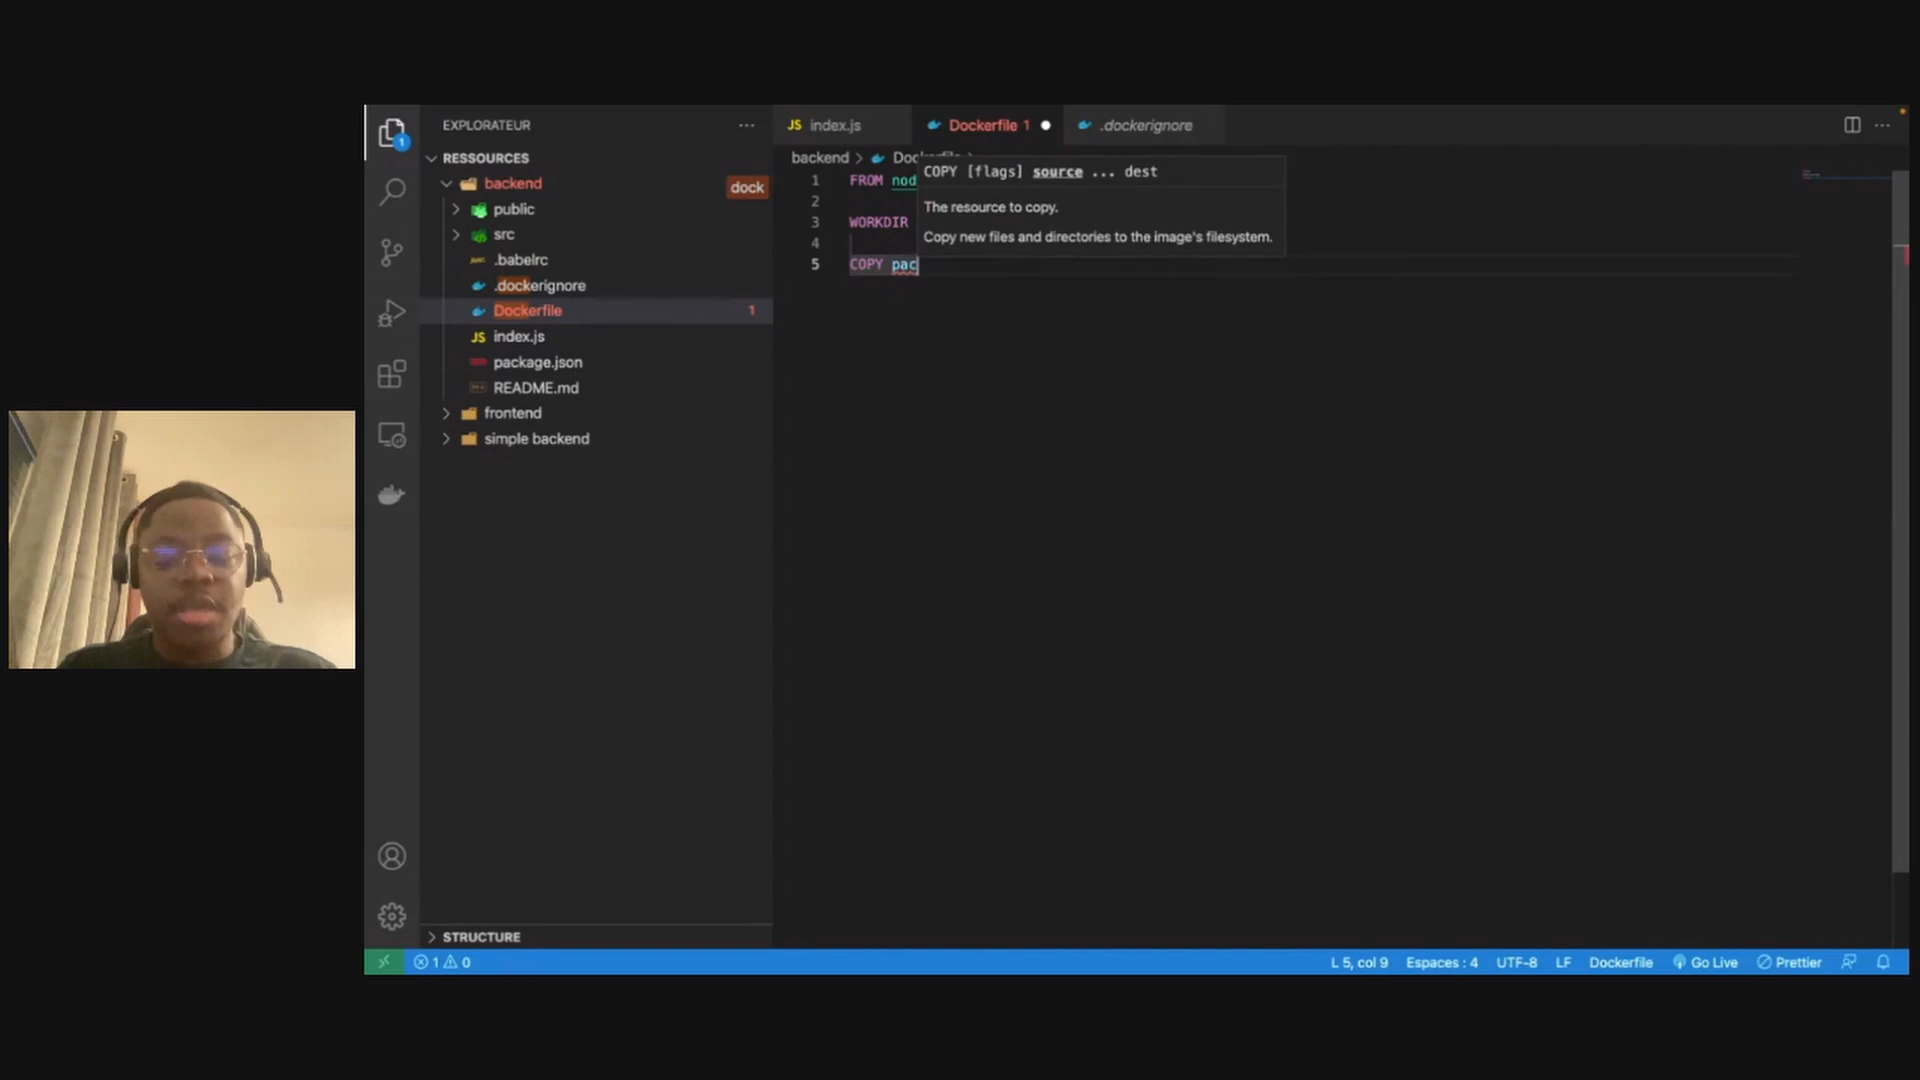 EXPLORATEUR
RESSOURCES
backend
dock
public
src
.babelrc
.dockerignore
Dockerfile 1
index.js
package.json
README.md
frontend
simple backend
STRUCTURE
index.js
Dockerfile 1
.dockerignore
backend > Doc
1 FROM nod
2
3 WORKDIR
4
5 COPY pac
COPY [flags] source ... dest
The resource to copy.
Copy new files and directories to the image's filesystem.
1
1 0
L 5, col 9 Espaces : 4 UTF-8 LF Dockerfile Go Live Prettier